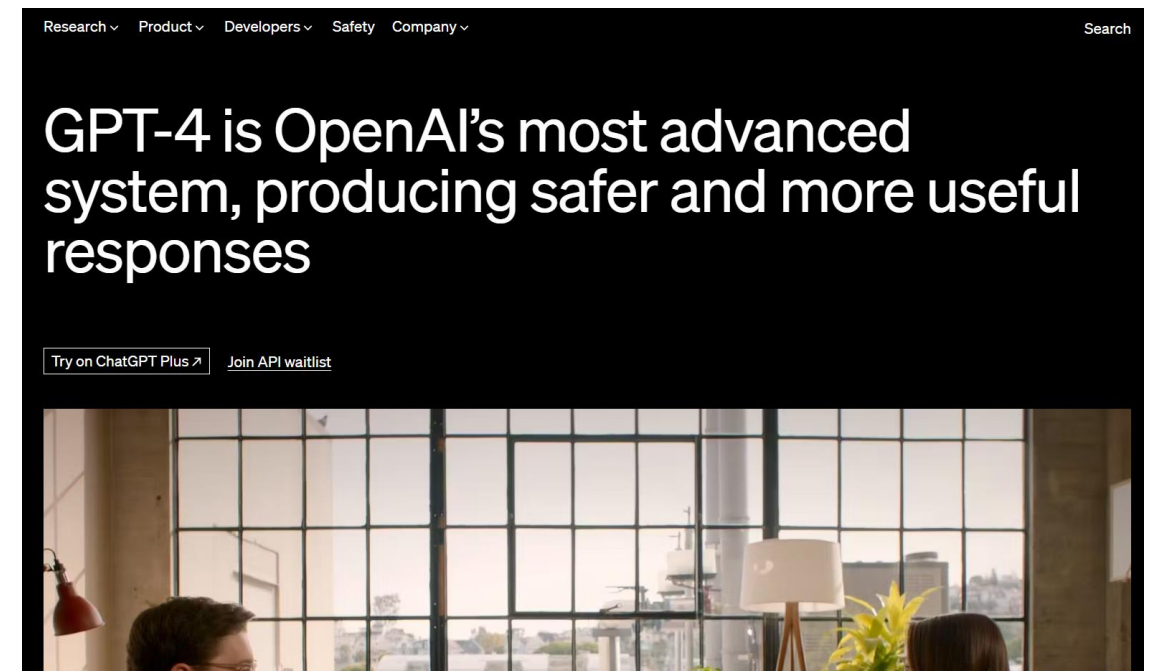 Research Product Developers Safety Company Search
GPT-4 is OpenAI's most advanced
system, producing safer and more useful
responses
Try on ChatGPT Plus ↗ Join API waitlist